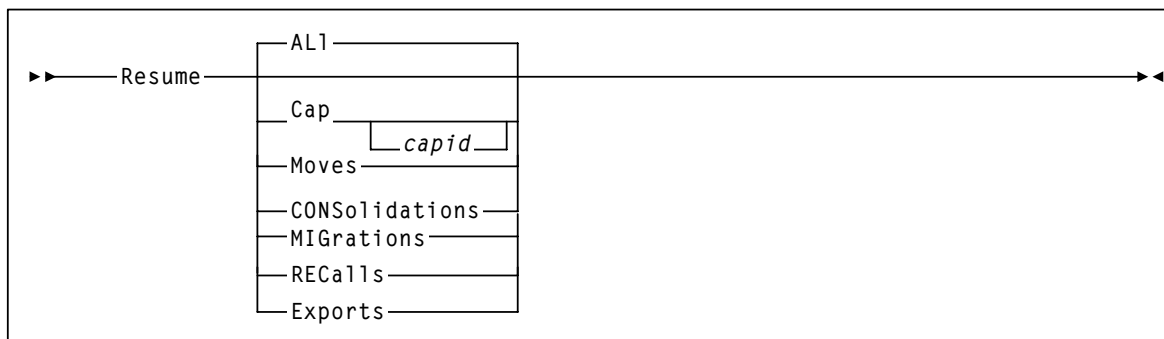 ALl
Resume
Cap
capid
Moves
CONSolidations
MIGrations
RECalls
Exports